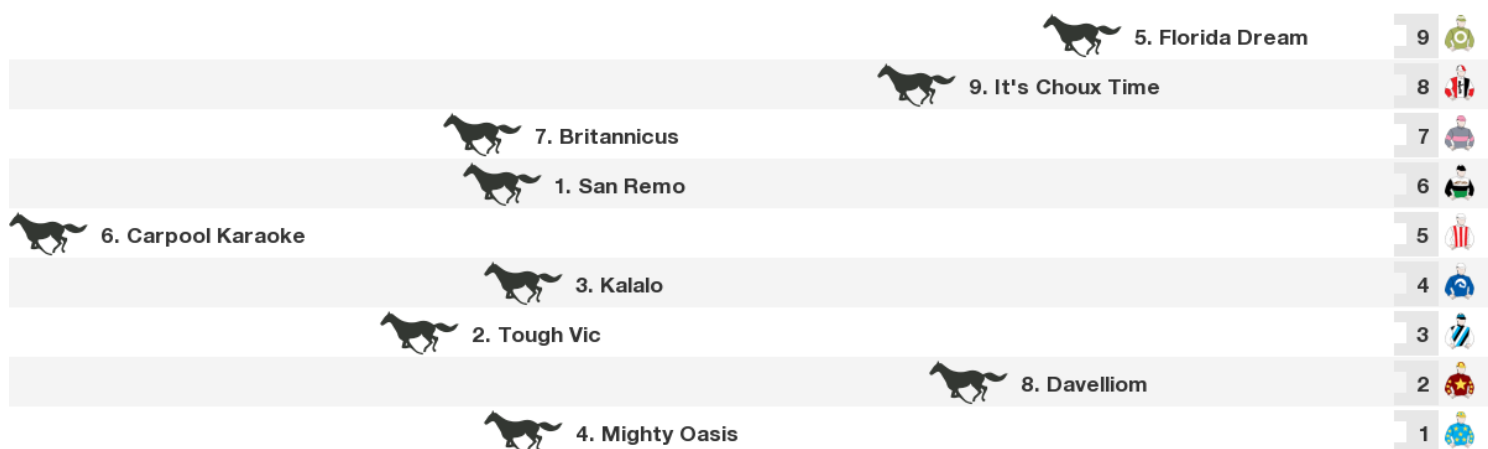 5. Florida Dream 9
9. It's Choux Time 8
7. Britannicus 7
1. San Remo 6
6. Carpool Karaoke 5
3. Kalalo 4
2. Tough Vic 3
8. Davelliom 2
4. Mighty Oasis 1